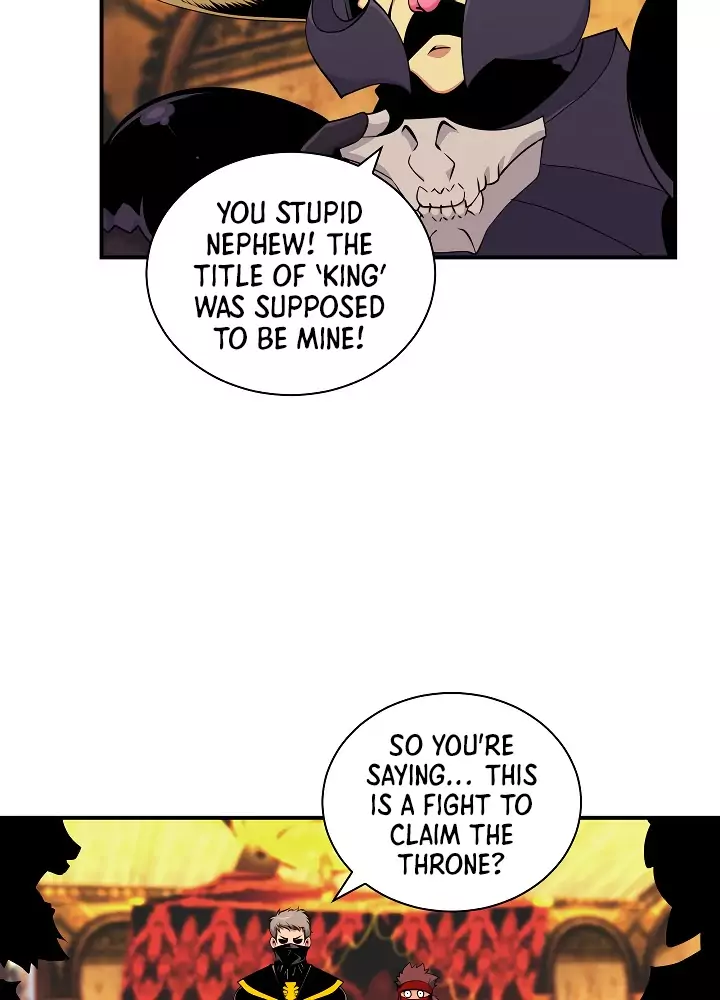 YOU STUPID
NEPHEW! THE
TITLE OF 'KING'
WAS SUPPOSED
TO BE MINE!
SO YOU'RE
SAYING... THIS
IS A FIGHT TO
CLAIM THE
THRONE?